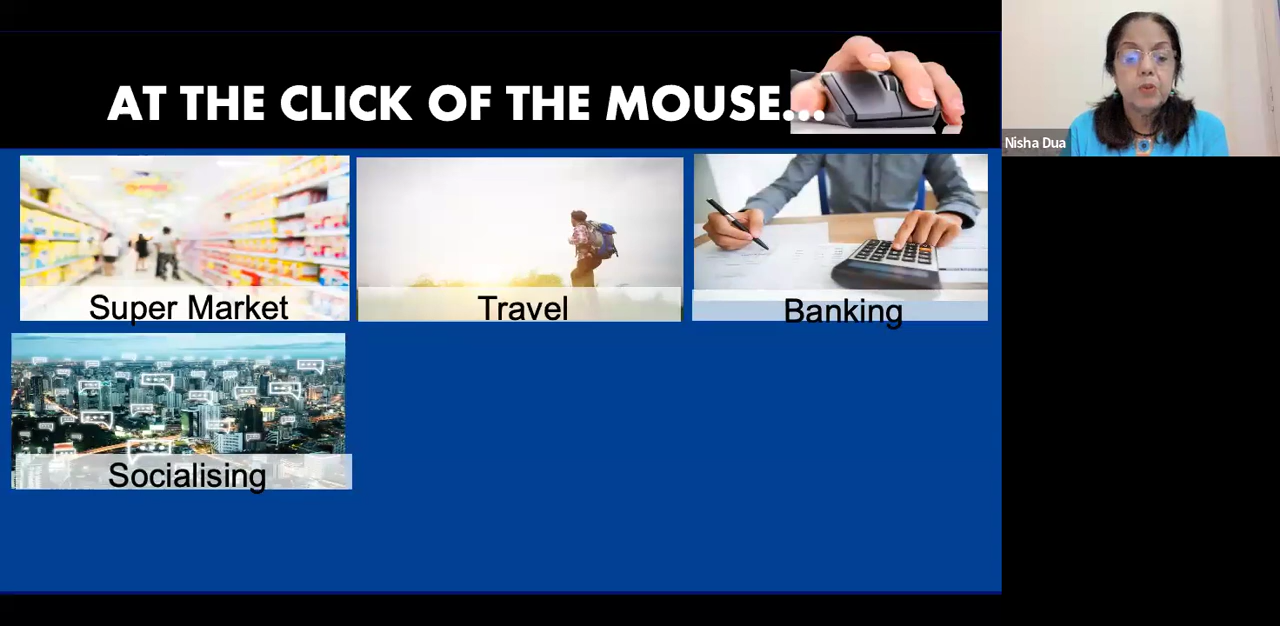 AT THE CLICK OF THE MOUSE...
Nisha Dua
Super Market
Travel
Banking
Socialising